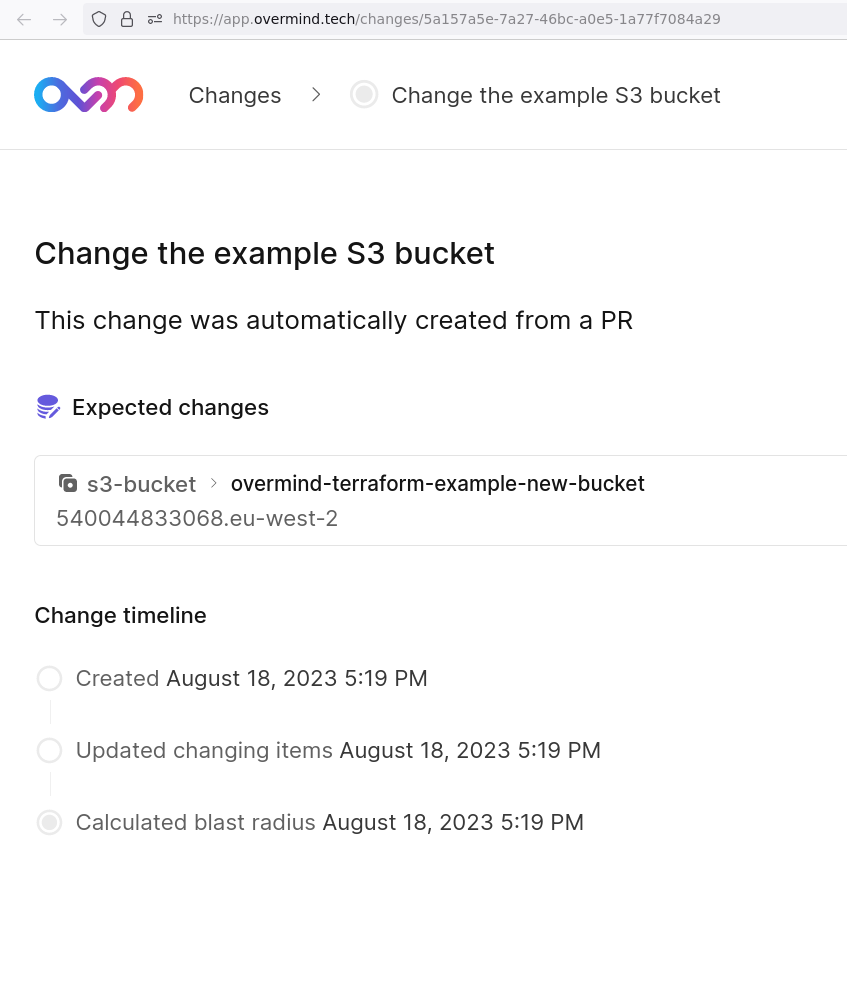 https://app.overmind.tech/changes/5a157a5e-7a27-46bc-a0e5-1a77f7084a29
ovm Changes > Change the example S3 bucket
Change the example S3 bucket
This change was automatically created from a PR
Expected changes
s3-bucket > overmind-terraform-example-new-bucket
540044833068.eu-west-2
Change timeline
Created August 18, 2023 5:19 PM
Updated changing items August 18, 2023 5:19 PM
Calculated blast radius August 18, 2023 5:19 PM